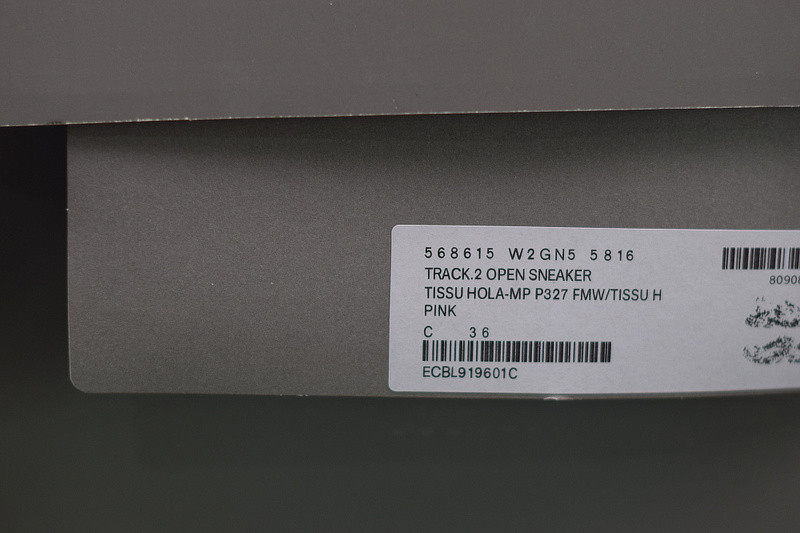 568615 W2GN5 5816
TRACK.2 OPEN SNEAKER
TISSU HOLA-MP P327 FMW/TISSU H
PINK
C 36
ECBL919601C